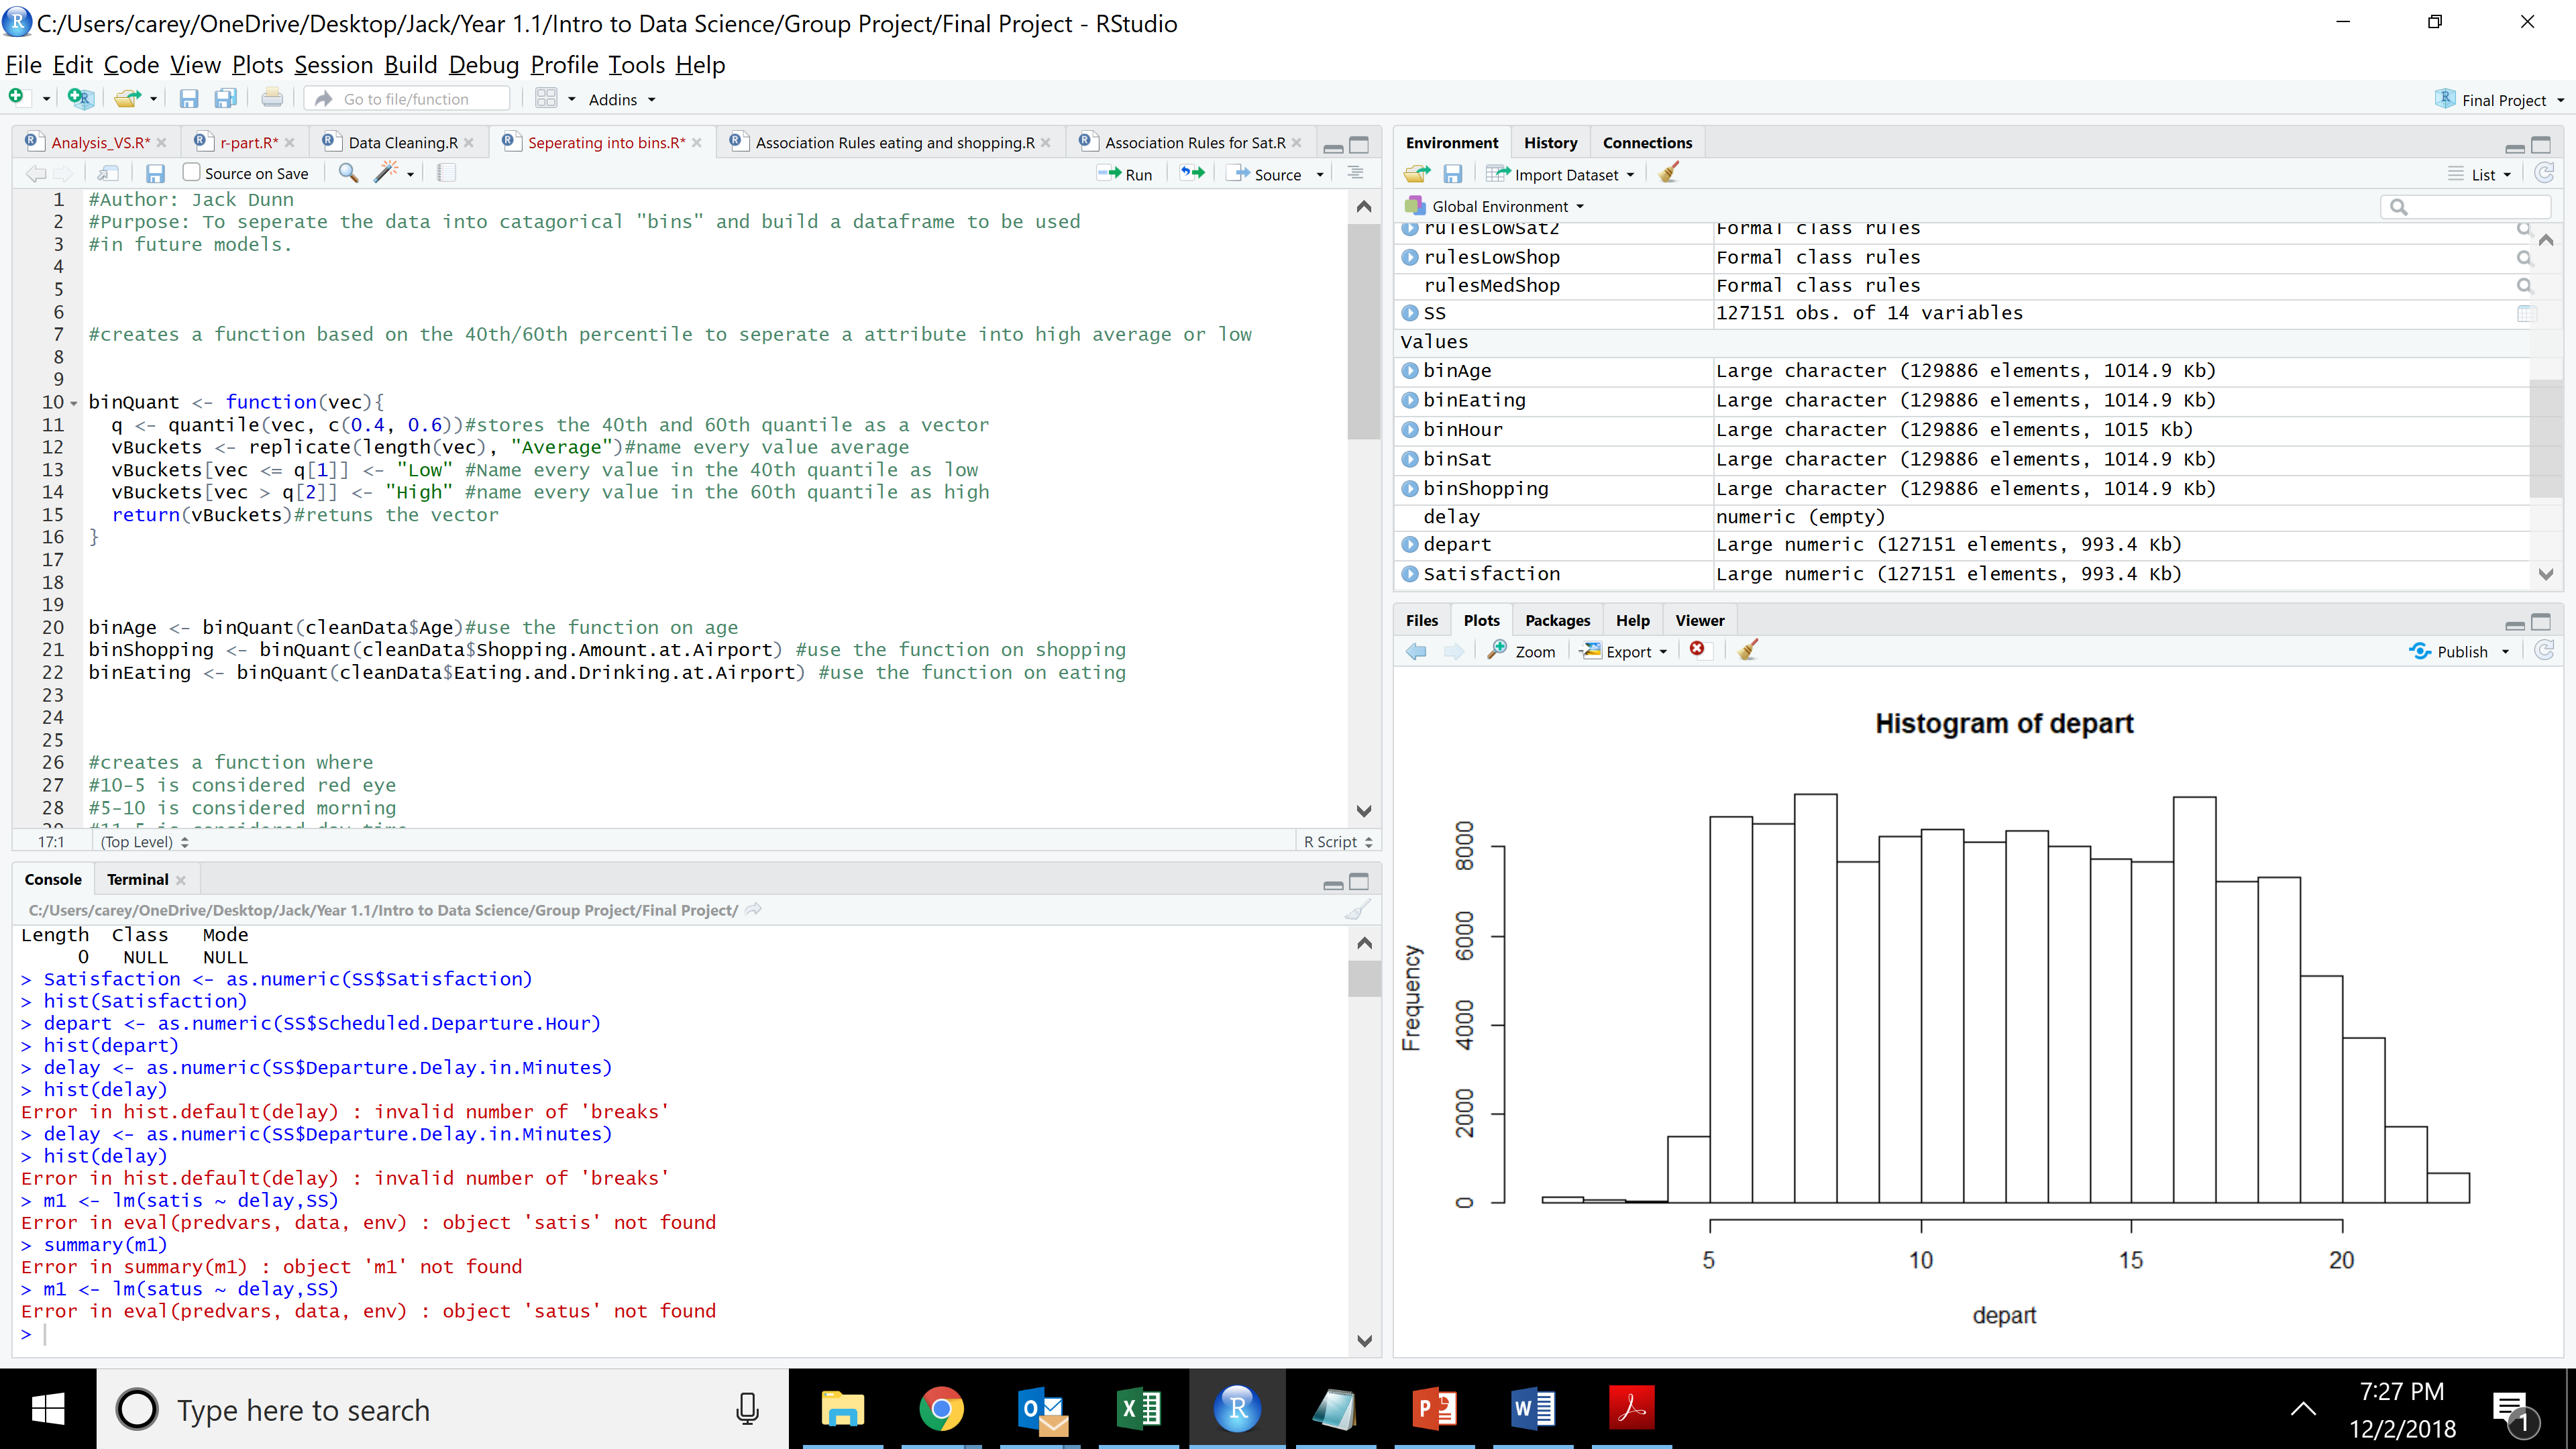 C:/Users/carey/OneDrive/Desktop/Jack/Year 1.1/Intro to Data Science/Group Project/Final Project - RStudio
File Edit Code View Plots Session Build Debug Profile Tools Help
Go to file/function
Addins
Final Project
Analysis_VS.R*
r-part.R*
Data Cleaning.R
Seperating into bins.R*
Association Rules eating and shopping.R
Association Rules for Sat.R
Source on Save
Run
Source
1 #Author: Jack Dunn
2 #Purpose: To seperate the data into catagorical "bins" and build a dataframe to be used
3 #in future models.
4
5
6
7 #creates a function based on the 40th/60th percentile to seperate a attribute into high average or low
8
9
10 binQuant <- function(vec){
11 q <- quantile(vec, c(0.4, 0.6))#stores the 40th and 60th quantile as a vector
12 vBuckets <- replicate(length(vec), "Average")#name every value average
13 vBuckets[vec <= q[1]] <- "Low" #Name every value in the 40th quantile as low
14 vBuckets[vec > q[2]] <- "High" #name every value in the 60th quantile as high
15 return(vBuckets)#retuns the vector
16 }
17
18
19
20 binAge <- binQuant(cleanData$Age)#use the function on age
21 binShopping <- binQuant(cleanData$Shopping.Amount.at.Airport) #use the function on shopping
22 binEating <- binQuant(cleanData$Eating.and.Drinking.at.Airport) #use the function on eating
23
24
25
26 #creates a function where
27 #10-5 is considered red eye
28 #5-10 is considered morning
29 #11-5 is considered day time
17:1
(Top Level)
R Script
Console
Terminal
C:/Users/carey/OneDrive/Desktop/Jack/Year 1.1/Intro to Data Science/Group Project/Final Project/
Length Class Mode
0 NULL NULL
> Satisfaction <- as.numeric(SS$Satisfaction)
> hist(Satisfaction)
> depart <- as.numeric(SS$Scheduled.Departure.Hour)
> hist(depart)
> delay <- as.numeric(SS$Departure.Delay.in.Minutes)
> hist(delay)
Error in hist.default(delay) : invalid number of 'breaks'
> delay <- as.numeric(SS$Departure.Delay.in.Minutes)
> hist(delay)
Error in hist.default(delay) : invalid number of 'breaks'
> m1 <- lm(satis ~ delay,SS)
Error in eval(predvars, data, env) : object 'satis' not found
> summary(m1)
Error in summary(m1) : object 'm1' not found
> m1 <- lm(satus ~ delay,SS)
Error in eval(predvars, data, env) : object 'satus' not found
>
Environment
History
Connections
Import Dataset
List
Global Environment
rulesLowSat2 Formal class rules
rulesLowShop Formal class rules
rulesMedShop Formal class rules
SS 127151 obs. of 14 variables
Values
binAge Large character (129886 elements, 1014.9 Kb)
binEating Large character (129886 elements, 1014.9 Kb)
binHour Large character (129886 elements, 1015 Kb)
binSat Large character (129886 elements, 1014.9 Kb)
binShopping Large character (129886 elements, 1014.9 Kb)
delay numeric (empty)
depart Large numeric (127151 elements, 993.4 Kb)
Satisfaction Large numeric (127151 elements, 993.4 Kb)
Files
Plots
Packages
Help
Viewer
Zoom
Export
Publish
Histogram of depart
Frequency
8000
6000
4000
2000
0
5 10 15 20
depart
Type here to search
7:27 PM
12/2/2018
1